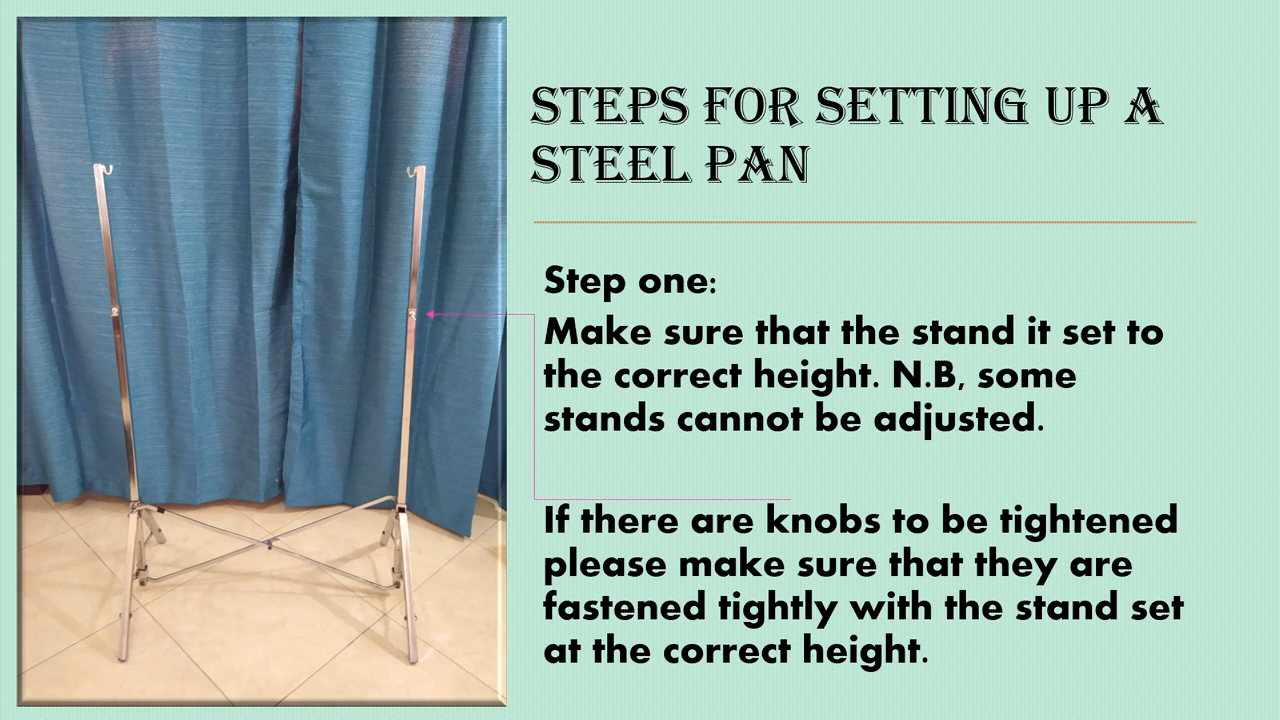 STEPS FOR SETTING UP A
STEEL PAN
Step one:
Make sure that the stand it set to
the correct height. N.B, some
stands cannot be adjusted.
If there are knobs to be tightened
please make sure that they are
fastened tightly with the stand set
at the correct height.